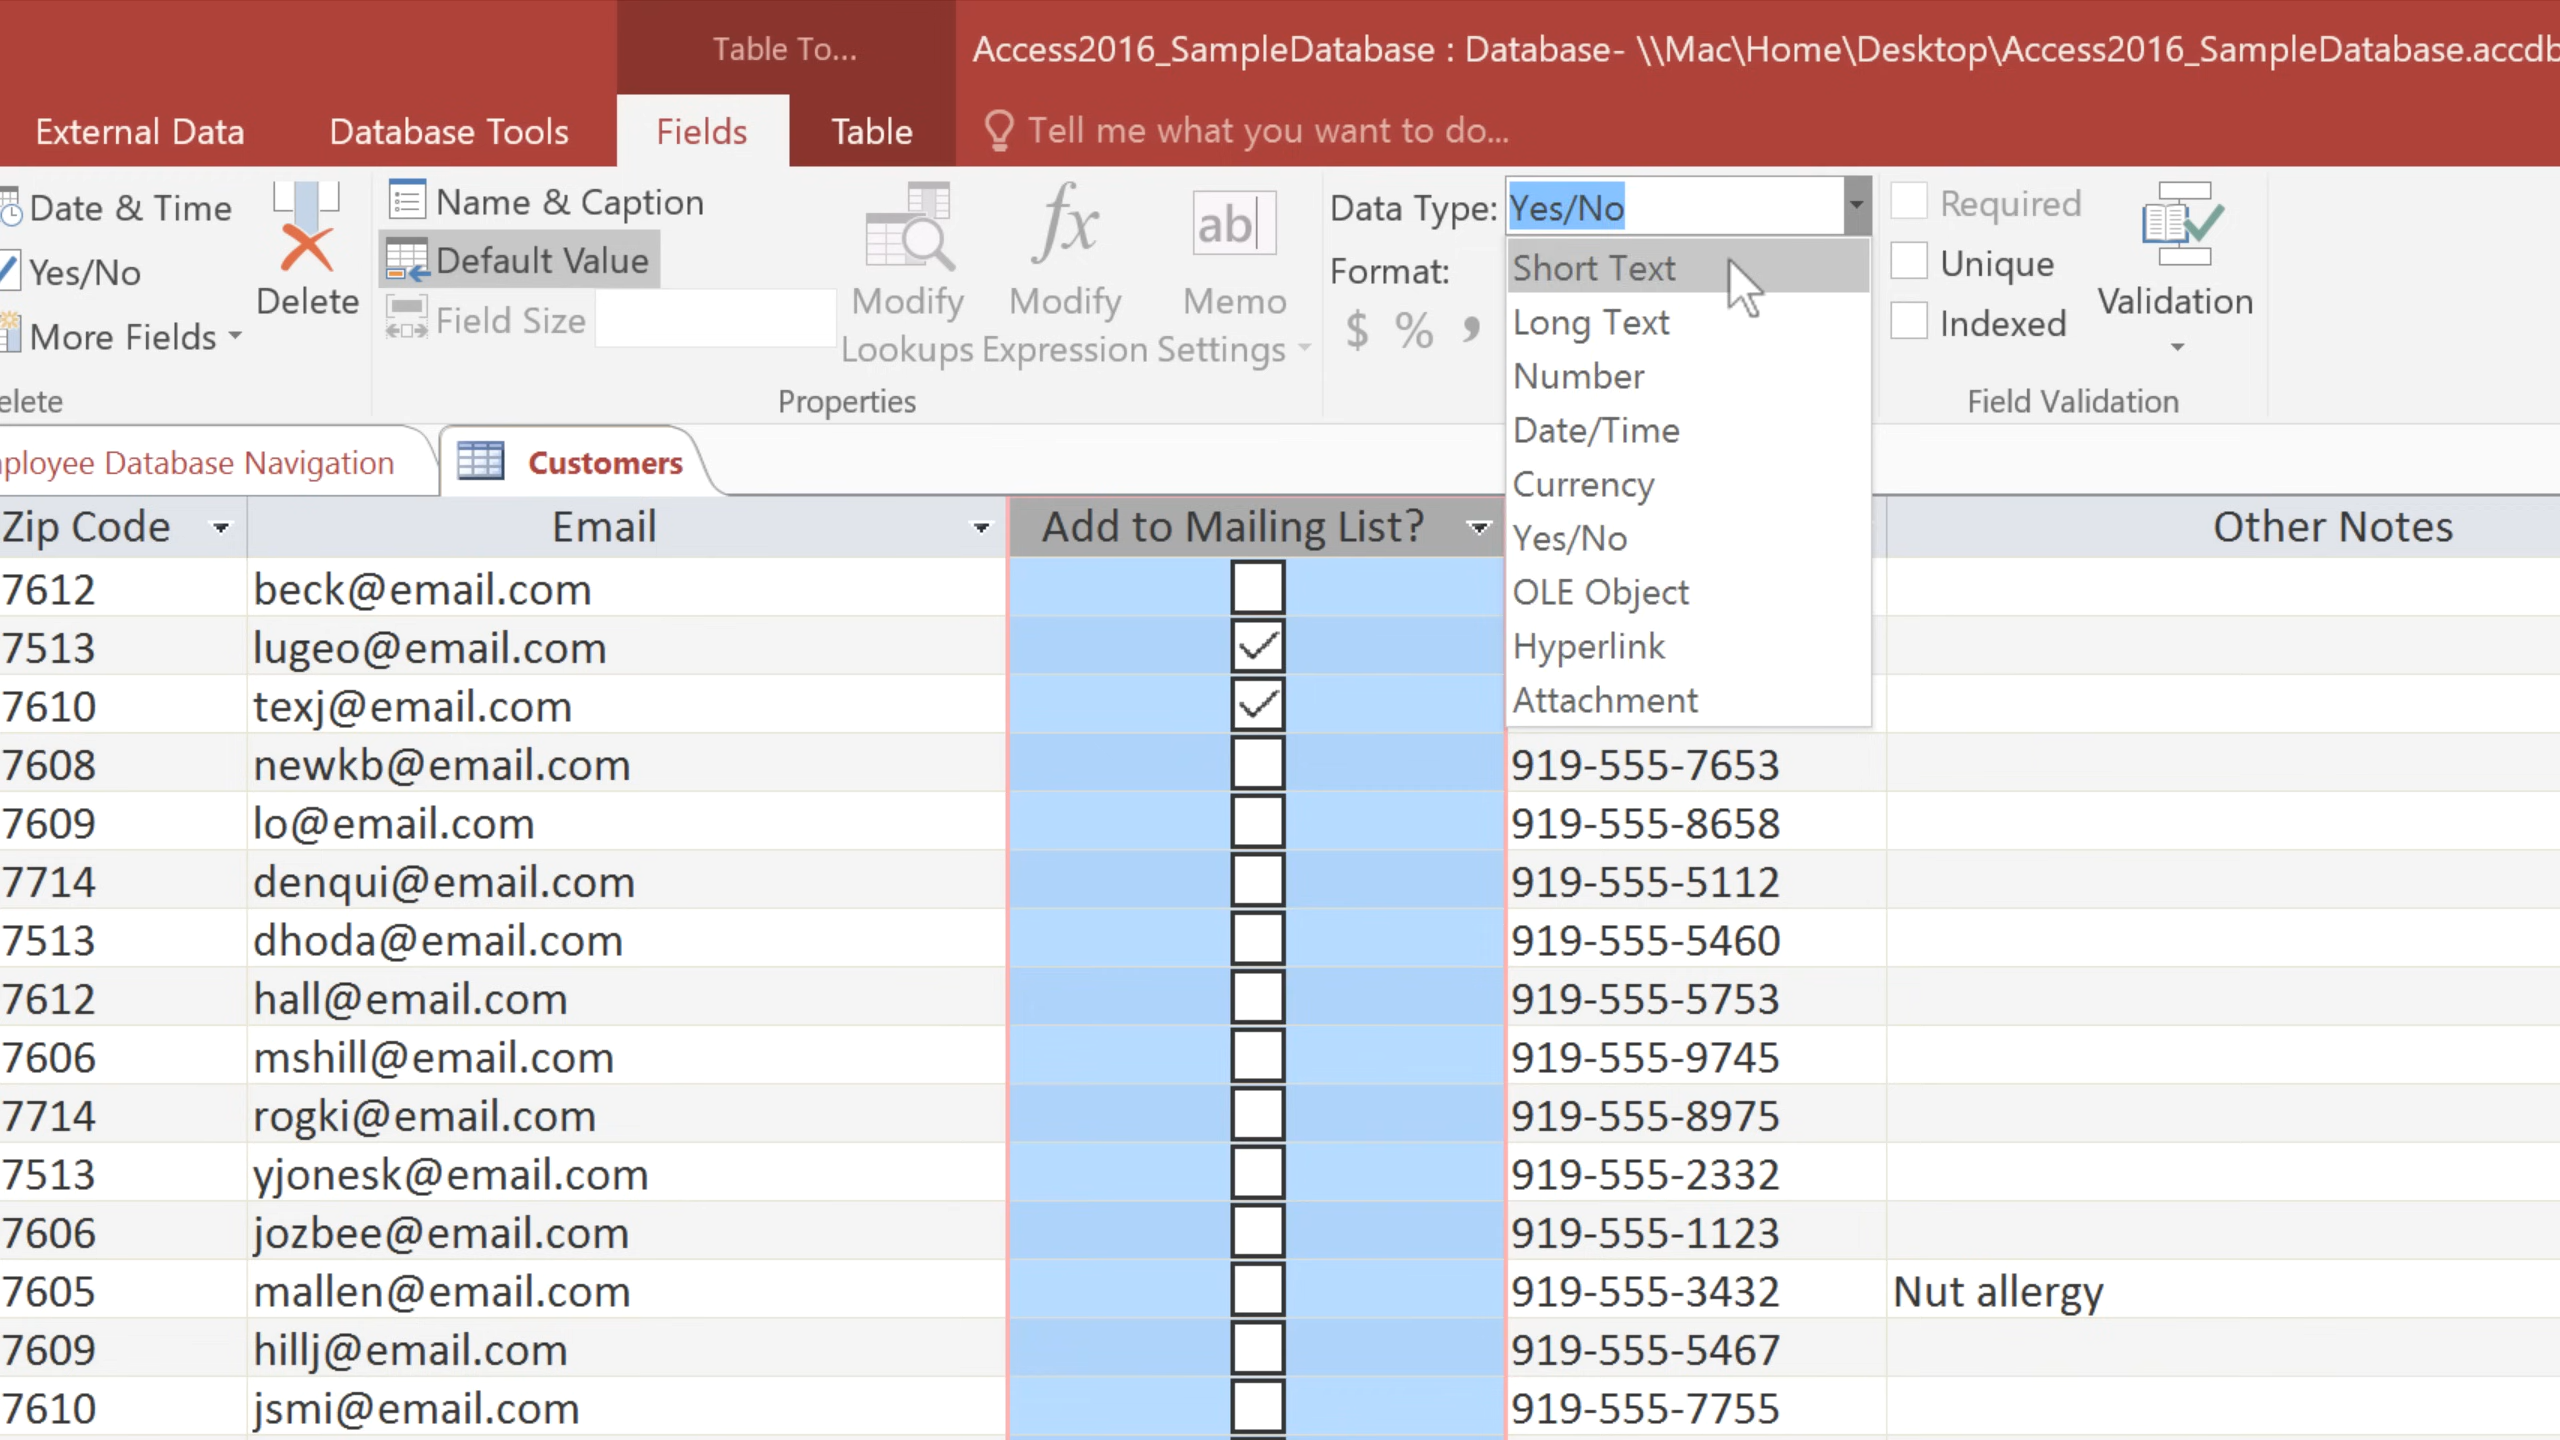 Table To...
Access2016_SampleDatabase : Database- \\Mac\Home\Desktop\Access2016_SampleDatabase.accdb
External Data
Database Tools
Fields
Table
Tell me what you want to do...
Date & Time
Yes/No
More Fields
Delete
elete
Name & Caption
Default Value
Field Size
Modify
Lookups
fx
Modify
Expression
ab
Memo
Settings
Properties
Data Type: Yes/No
Format:
$ % ,
Short Text
Long Text
Number
Date/Time
Currency
Yes/No
OLE Object
Hyperlink
Attachment
Required
Unique
Indexed
Validation
Field Validation
ployee Database Navigation
Customers
Zip Code Email Add to Mailing List? Other Notes
7612 beck@email.com
7513 lugeo@email.com
7610 texj@email.com
7608 newkb@email.com 919-555-7653
7609 lo@email.com 919-555-8658
7714 denqui@email.com 919-555-5112
7513 dhoda@email.com 919-555-5460
7612 hall@email.com 919-555-5753
7606 mshill@email.com 919-555-9745
7714 rogki@email.com 919-555-8975
7513 yjonesk@email.com 919-555-2332
7606 jozbee@email.com 919-555-1123
7605 mallen@email.com 919-555-3432 Nut allergy
7609 hillj@email.com 919-555-5467
7610 jsmi@email.com 919-555-7755